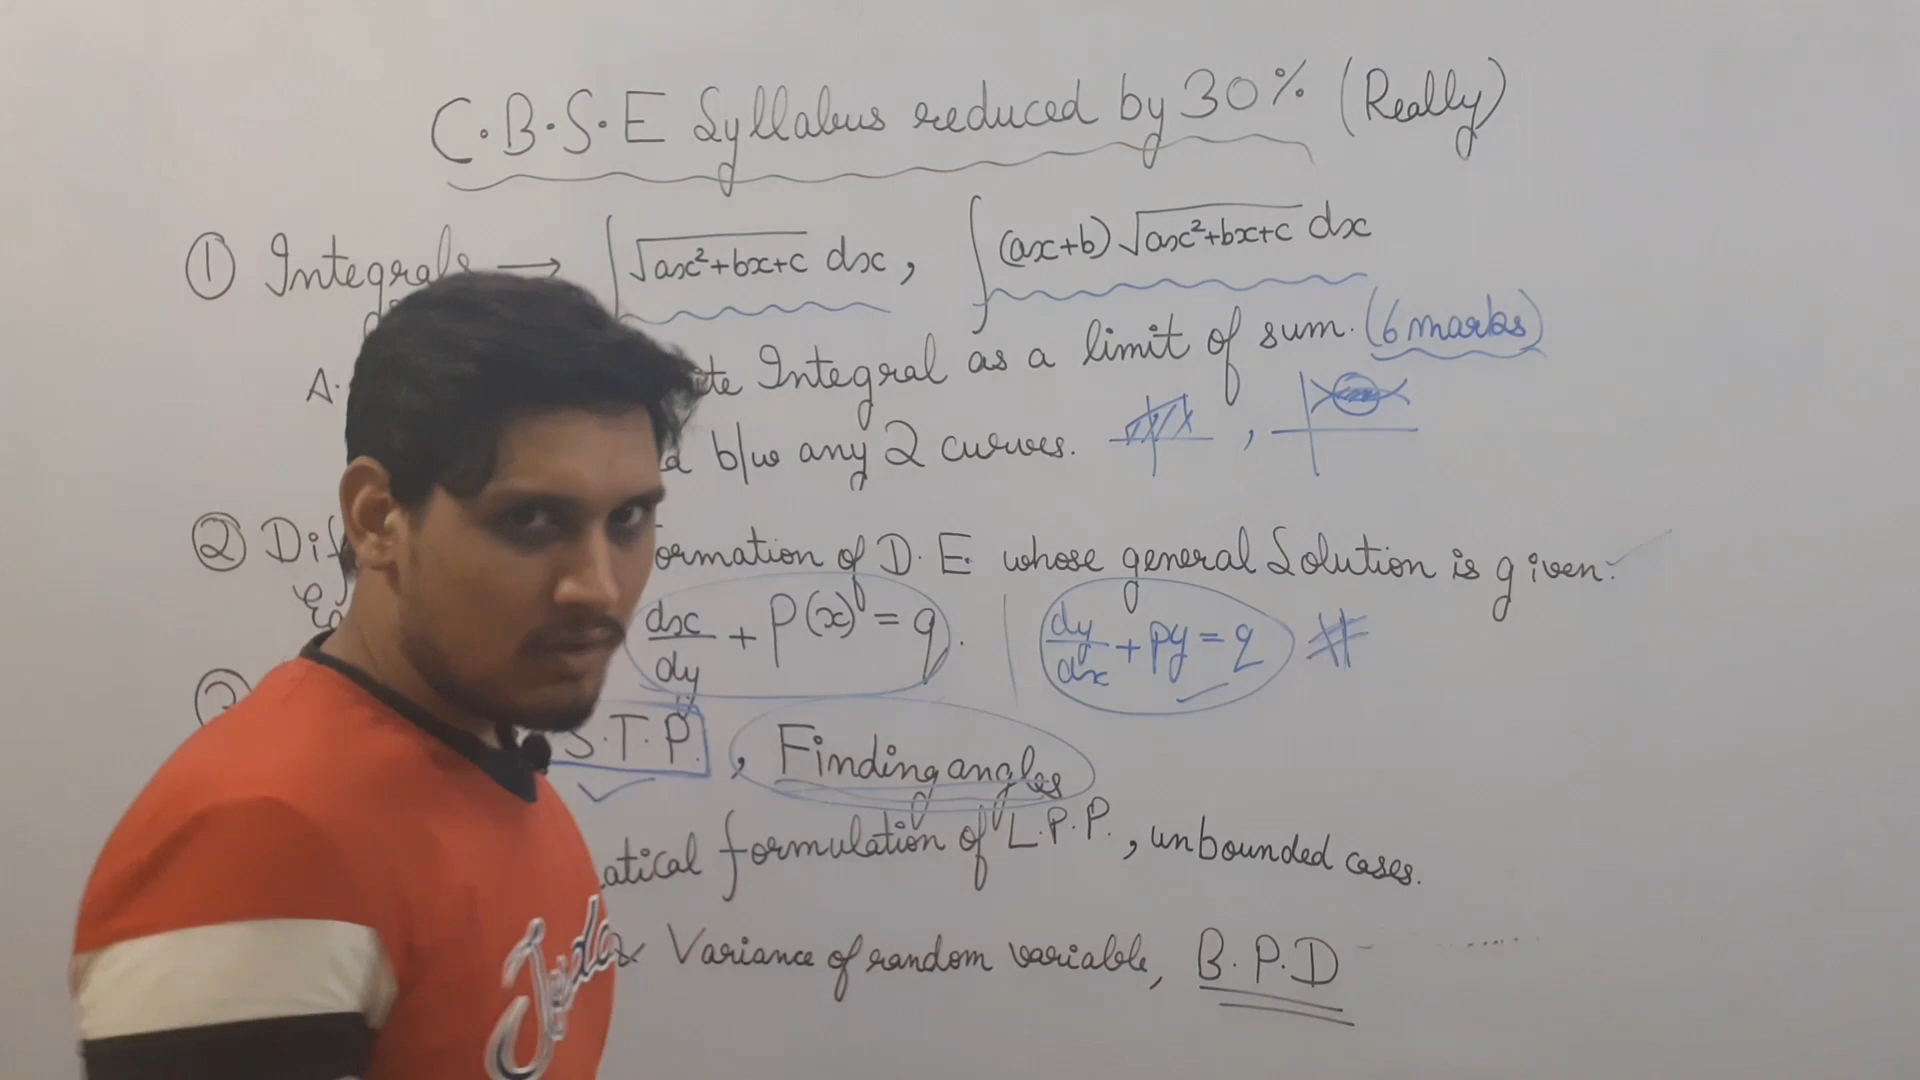 C.B.S.E Syllabus reduced by 30% (Really)
① Integrals → ∫√(ax²+bx+c) dx, ∫(ax+b)√(ax²+bx+c) dx
Integral as a limit of sum. (6 marks)
b/w any 2 curves.
② ormation of D.E. whose general Solution is given.
dx/dy + P(x) = q. | dy/dx + py = q #
S.T.P., Finding angles
atical formulation of L.P.P., unbounded cases.
Variance of random variable, B.P.D